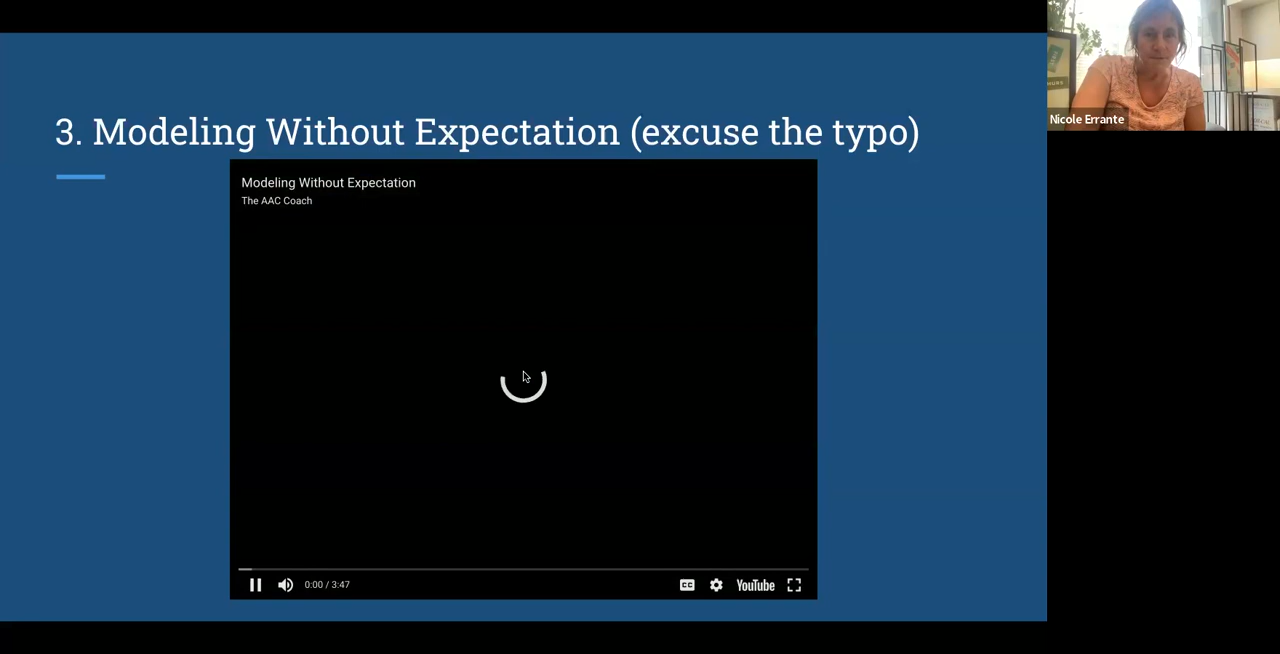 3. Modeling Without Expectation (excuse the typo)
Modeling Without Expectation
The AAC Coach
0:00 / 3:47
CC
YouTube
Nicole Errante